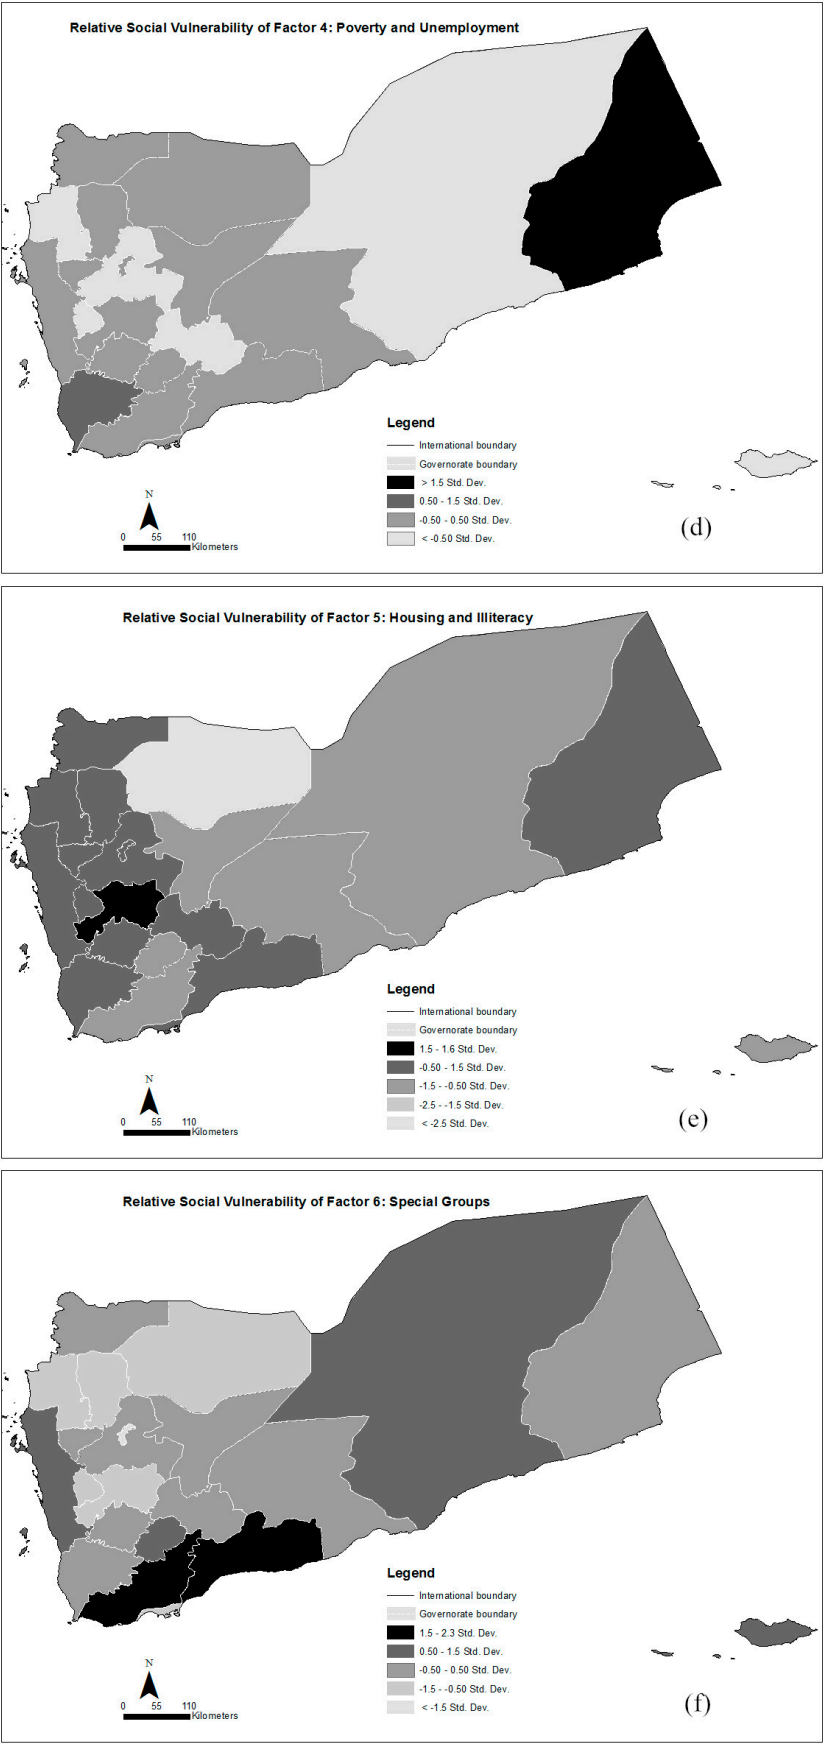 Relative Social Vulnerability of Factor 4: Poverty and Unemployment
Legend
International boundary
Governorate boundary
> 1.5 Std. Dev.
0.50 - 1.5 Std. Dev.
-0.50 - 0.50 Std. Dev.
< -0.50 Std. Dev.
N
0 55 110
Kilometers
(d)
Relative Social Vulnerability of Factor 5: Housing and Illiteracy
Legend
International boundary
Governorate boundary
1.5 - 1.6 Std. Dev.
-0.50 - 1.5 Std. Dev.
-1.5 - -0.50 Std. Dev.
-2.5 - -1.5 Std. Dev.
< -2.5 Std. Dev.
N
0 55 110
Kilometers
(e)
Relative Social Vulnerability of Factor 6: Special Groups
Legend
International boundary
Governorate boundary
1.5 - 2.3 Std. Dev.
0.50 - 1.5 Std. Dev.
-0.50 - 0.50 Std. Dev.
-1.5 - -0.50 Std. Dev.
< -1.5 Std. Dev.
N
0 55 110
Kilometers
(f)